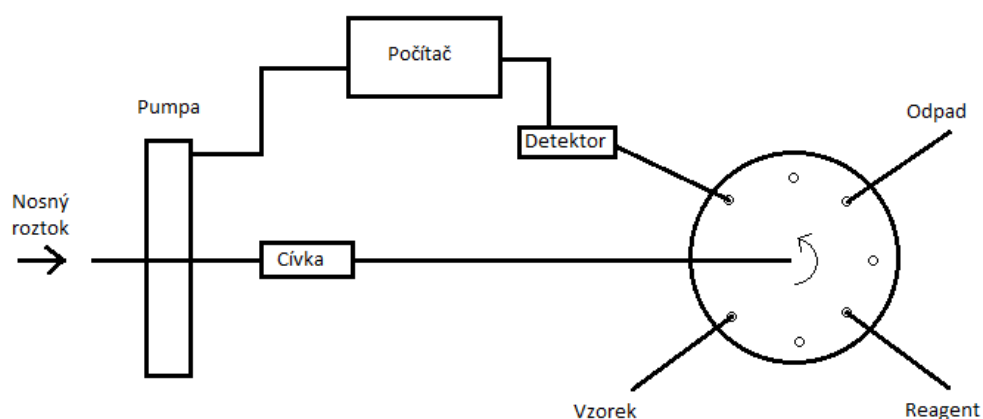 Počítač
Pumpa
Odpad
Detektor
Nosný
roztok
Cívka
Vzorek
Reagent